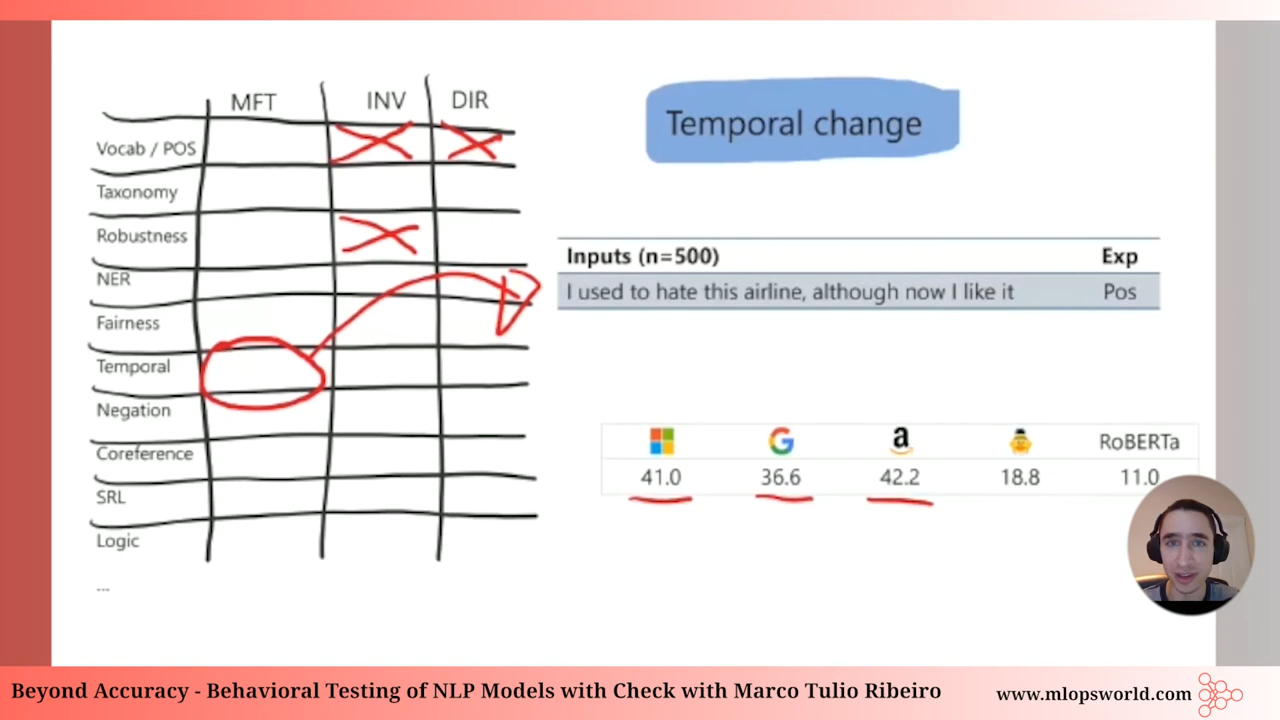 MFT INV DIR
Vocab / POS
Taxonomy
Robustness
NER
Fairness
Temporal
Negation
Coreference
SRL
Logic
...
Temporal change
Inputs (n=500) Exp
I used to hate this airline, although now I like it Pos
G a RoBERTa
41.0 36.6 42.2 18.8 11.0
Beyond Accuracy - Behavioral Testing of NLP Models with Check with Marco Tulio Ribeiro
www.mlopsworld.com